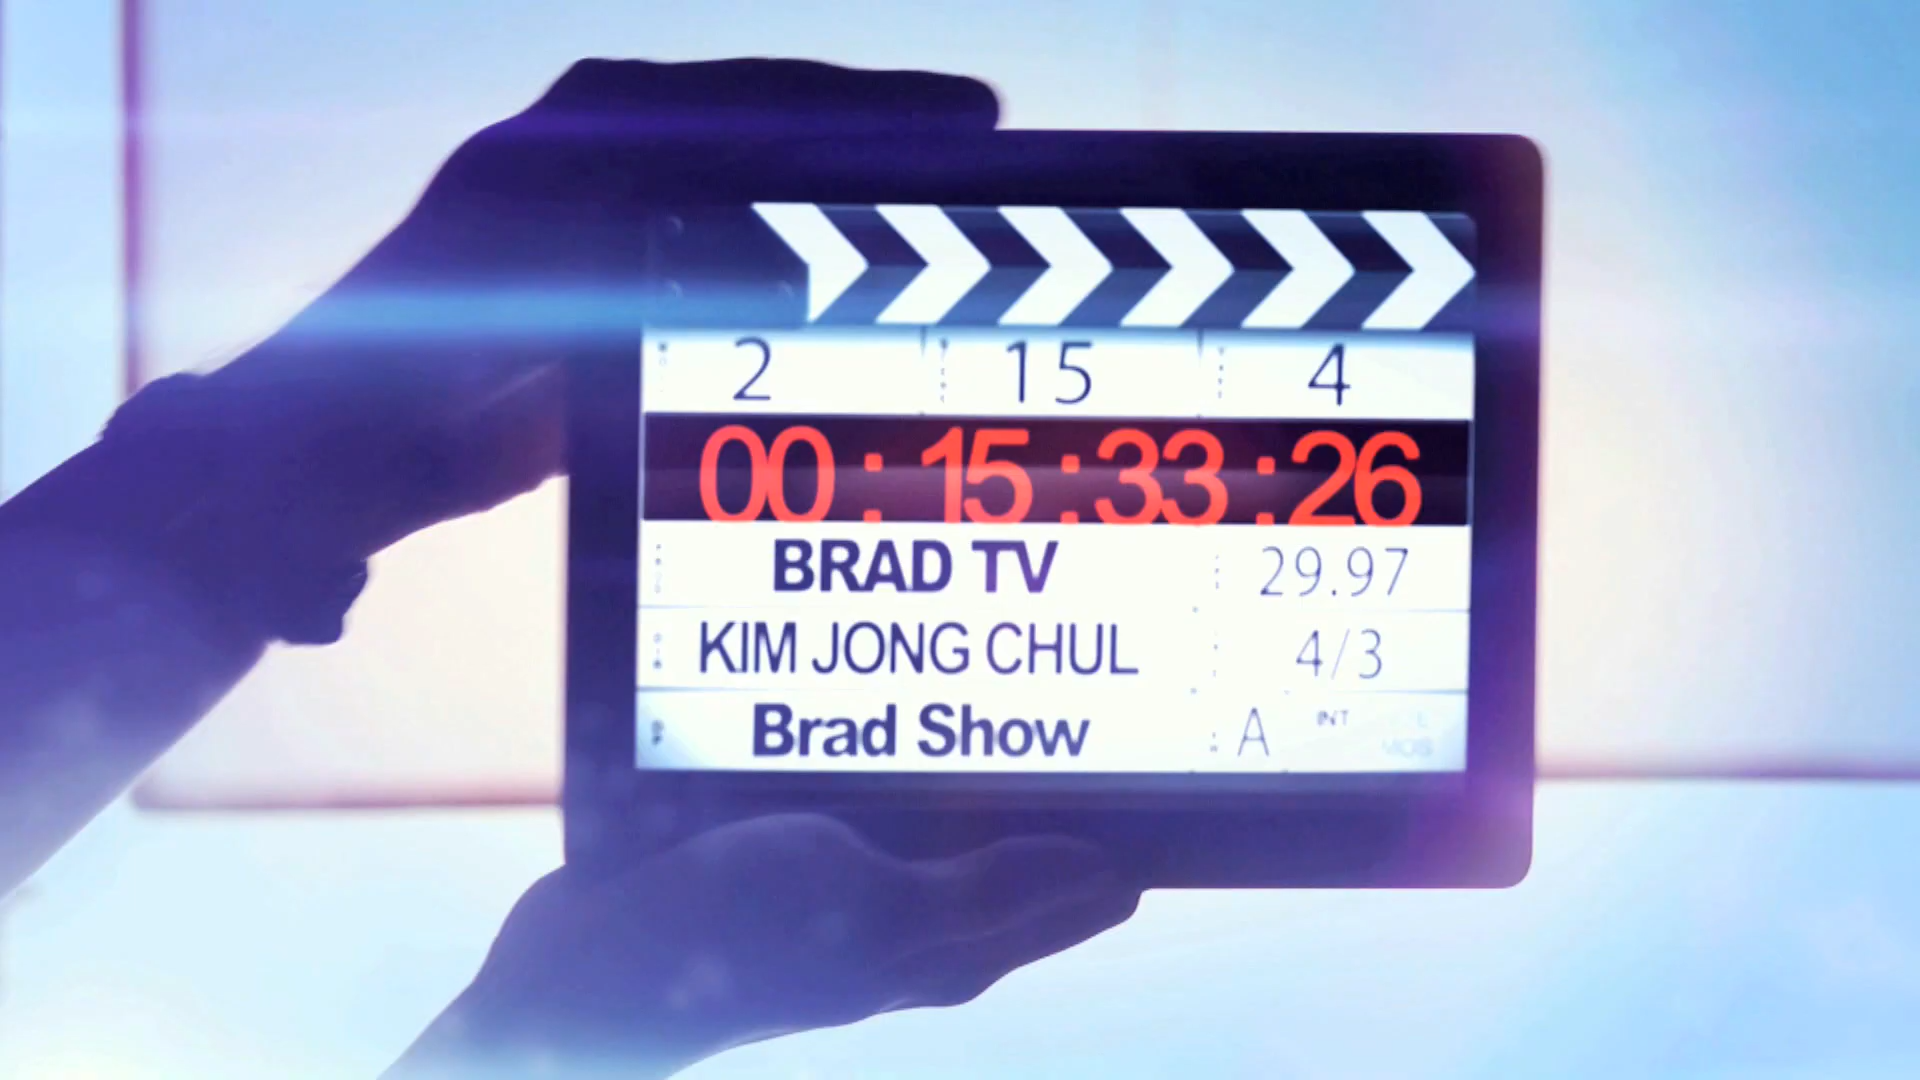 2 15 4
00:15:33:26
BRAD TV 29.97
KIM JONG CHUL 4/3
Brad Show A INT
MOS